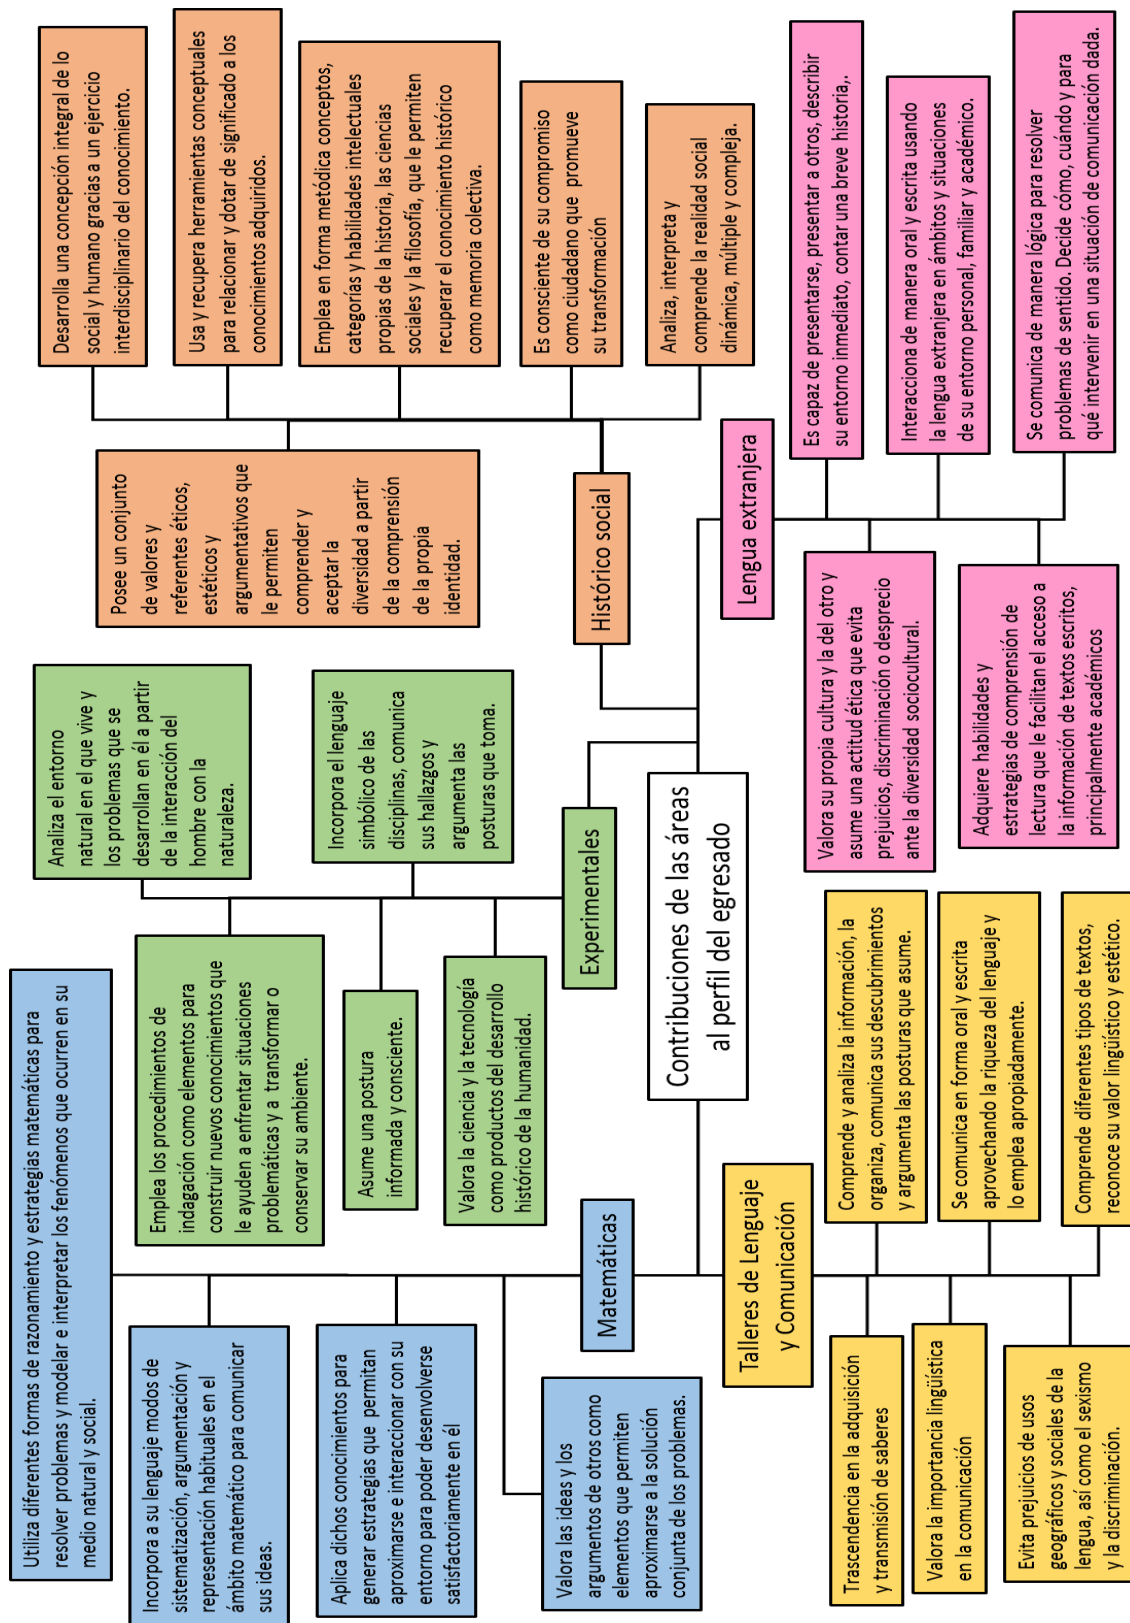 Utiliza diferentes formas de razonamiento y estrategias matemáticas para
resolver problemas y modelar e interpretar los fenómenos que ocurren en su
medio natural y social.
Incorpora a su lenguaje modos de
sistematización, argumentación y
representación habituales en el
ámbito matemático para comunicar
sus ideas.
Aplica dichos conocimientos para
generar estrategias que permitan
aproximarse e interaccionar con su
entorno para poder desenvolverse
satisfactoriamente en él
Valora las ideas y los
argumentos de otros como
elementos que permiten
aproximarse a la solución
conjunta de los problemas.
Matemáticas
Analiza el entorno
natural en el que vive y
los problemas que se
desarrollan en él a partir
de la interacción del
hombre con la
naturaleza.
Emplea los procedimientos de
indagación como elementos para
construir nuevos conocimientos que
le ayuden a enfrentar situaciones
problemáticas y a transformar o
conservar su ambiente.
Incorpora el lenguaje
simbólico de las
disciplinas, comunica
sus hallazgos y
argumenta las
posturas que toma.
Asume una postura
informada y consciente.
Valora la ciencia y la tecnología
como productos del desarrollo
histórico de la humanidad.
Experimentales
Desarrolla una concepción integral de lo
social y humano gracias a un ejercicio
interdisciplinario del conocimiento.
Usa y recupera herramientas conceptuales
para relacionar y dotar de significado a los
conocimientos adquiridos.
Posee un conjunto
de valores y
referentes éticos,
estéticos y
argumentativos que
le permiten
comprender y
aceptar la
diversidad a partir
de la comprensión
de la propia
identidad.
Emplea en forma metódica conceptos,
categorías y habilidades intelectuales
propias de la historia, las ciencias
sociales y la filosofía, que le permiten
recuperar el conocimiento histórico
como memoria colectiva.
Es consciente de su compromiso
como ciudadano que  promueve
su transformación
Analiza, interpreta y
comprende la realidad social
dinámica, múltiple y compleja.
Histórico social
Contribuciones de las áreas
al perfil del egresado
Talleres de Lenguaje
y Comunicación
Trascendencia en la adquisición
y transmisión de saberes
Valora la importancia lingüística
en la comunicación
Evita prejuicios de usos
geográficos y sociales de la
lengua, así como el sexismo
y la discriminación.
Comprende y analiza la información, la
organiza, comunica sus descubrimientos
y argumenta las posturas que asume.
Se comunica en forma oral y escrita
aprovechando la riqueza del lenguaje y
lo emplea apropiadamente.
Comprende diferentes tipos de textos,
reconoce su valor lingüístico y estético.
Lengua extranjera
Valora su propia cultura y la del otro y
asume una actitud ética que evita
prejuicios, discriminación o desprecio
ante la diversidad sociocultural.
Adquiere habilidades y
estrategias de comprensión de
lectura que le facilitan el acceso a
la información de textos escritos,
principalmente académicos
Es capaz de presentarse, presentar a otros, describir
su entorno inmediato, contar una breve historia,.
Interacciona de manera oral y escrita usando
la lengua extranjera en ámbitos y situaciones
de su entorno personal, familiar y académico.
Se comunica de manera lógica para resolver
problemas de sentido. Decide cómo, cuándo y para
qué intervenir en una situación de comunicación dada.